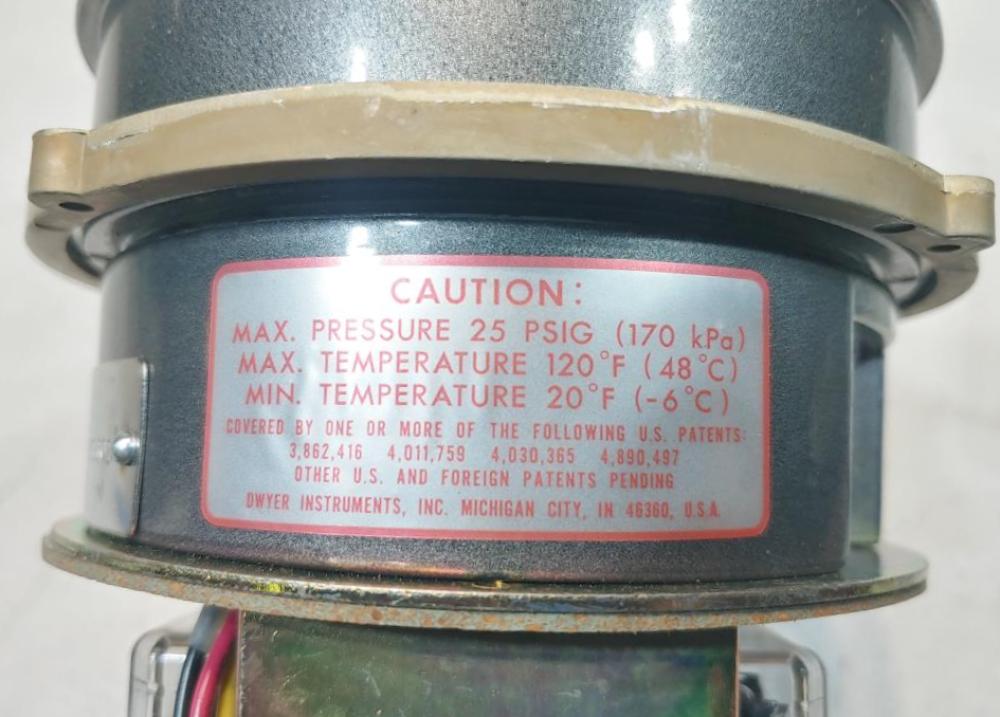 CAUTION:
MAX. PRESSURE 25 PSIG (170 kPa)
MAX. TEMPERATURE 120°F (48°C)
MIN. TEMPERATURE 20°F (-6°C)
COVERED BY ONE OR MORE OF THE FOLLOWING U.S. PATENTS:
3,862,416 4,011,759 4,030,365 4,890,497
OTHER U.S. AND FOREIGN PATENTS PENDING
DWYER INSTRUMENTS, INC. MICHIGAN CITY, IN 46360, U.S.A.